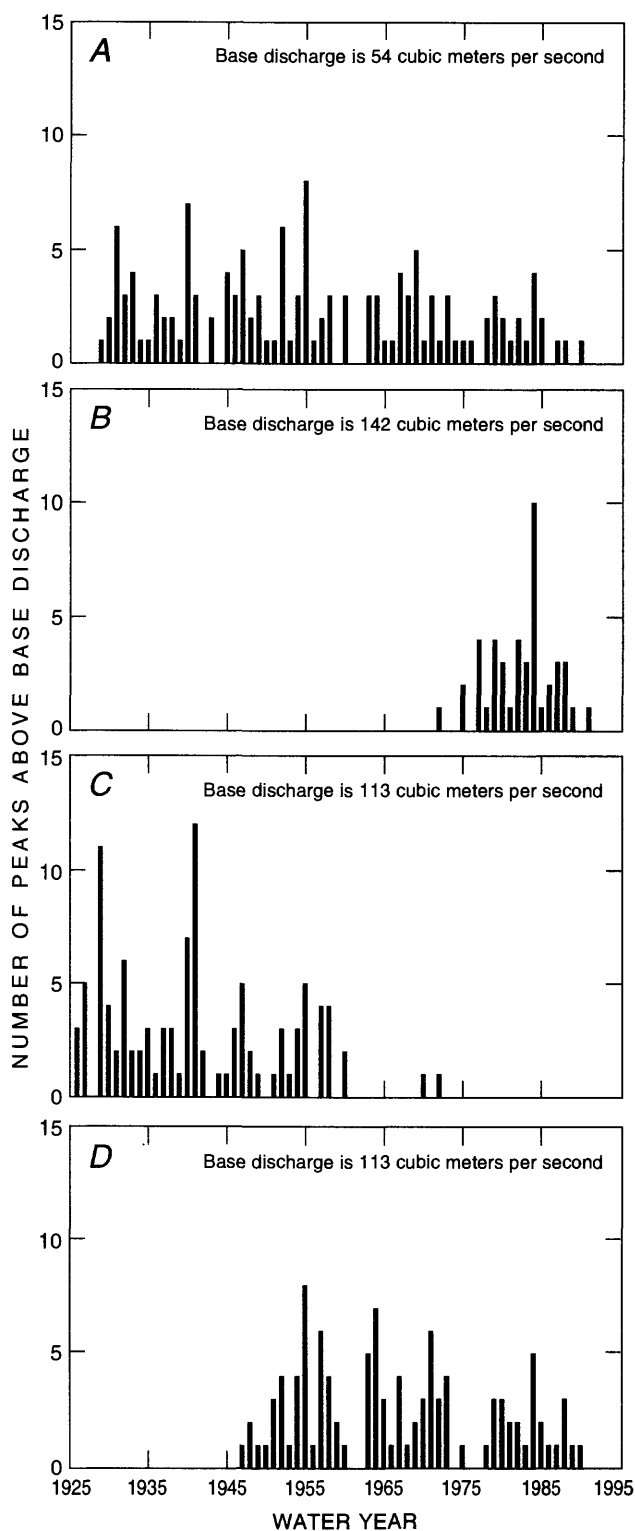 NUMBER OF PEAKS ABOVE BASE DISCHARGE
15
A
Base discharge is 54 cubic meters per second
10
5
0
15
B
Base discharge is 142 cubic meters per second
10
5
0
15
C
Base discharge is 113 cubic meters per second
10
5
0
15
D
Base discharge is 113 cubic meters per second
10
5
0
1925 1935 1945 1955 1965 1975 1985 1995
WATER YEAR